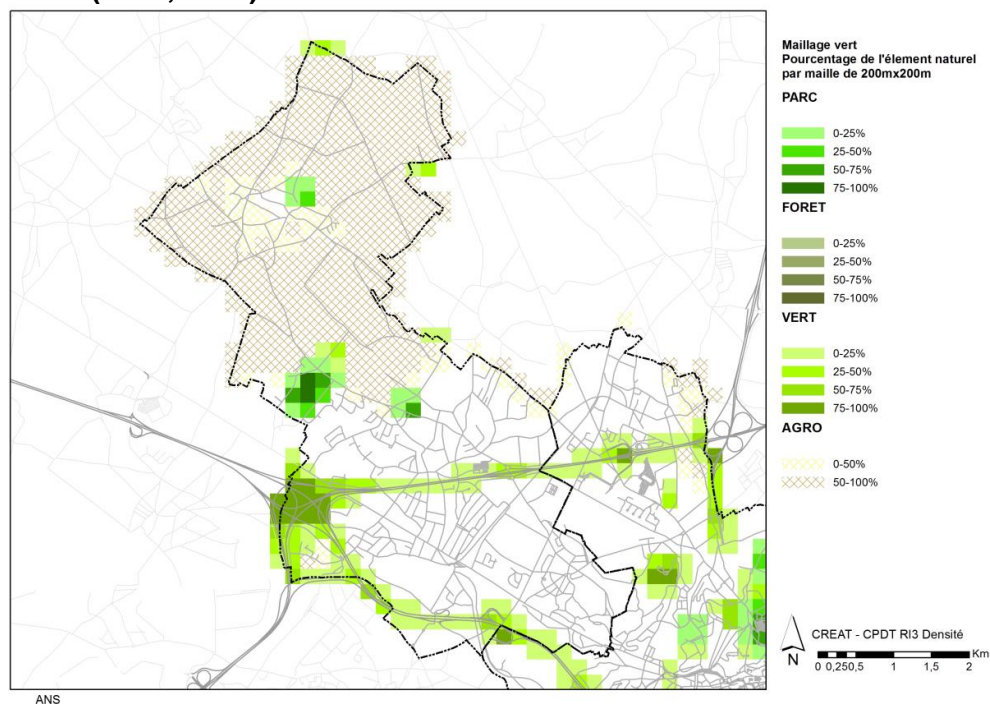 Maillage vert
Pourcentage de l'élement naturel
par maille de 200mx200m
PARC
0-25%
25-50%
50-75%
75-100%
FORET
0-25%
25-50%
50-75%
75-100%
VERT
0-25%
25-50%
50-75%
75-100%
AGRO
0-50%
50-100%
CREAT - CPDT RI3 Densité
N
0 0,250,5 1 1,5 2
Km
ANS